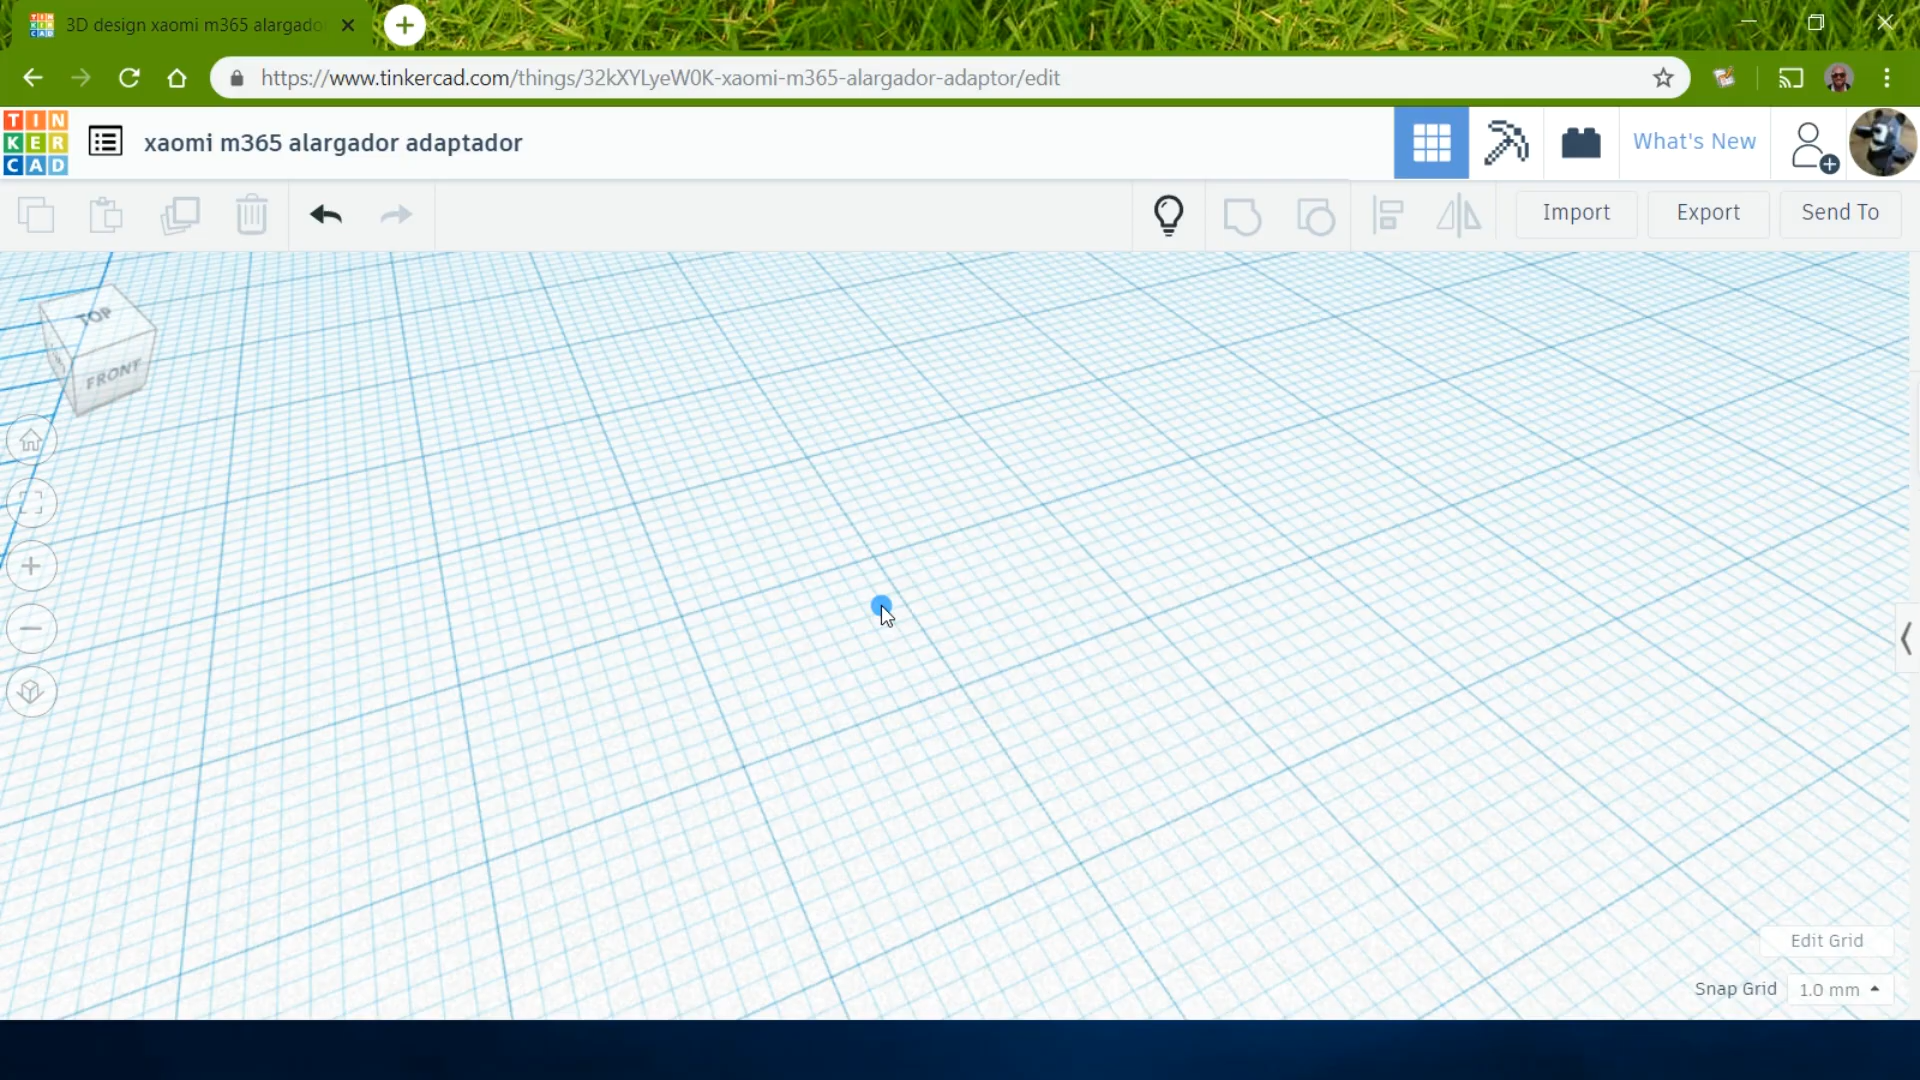 3D design xaomi m365 alargado
https://www.tinkercad.com/things/32kXYLyeW0K-xaomi-m365-alargador-adaptor/edit
TIN
KER
CAD
xaomi m365 alargador adaptador
What's New
Import
Export
Send To
TOP
FRONT
Edit Grid
Snap Grid
1.0 mm